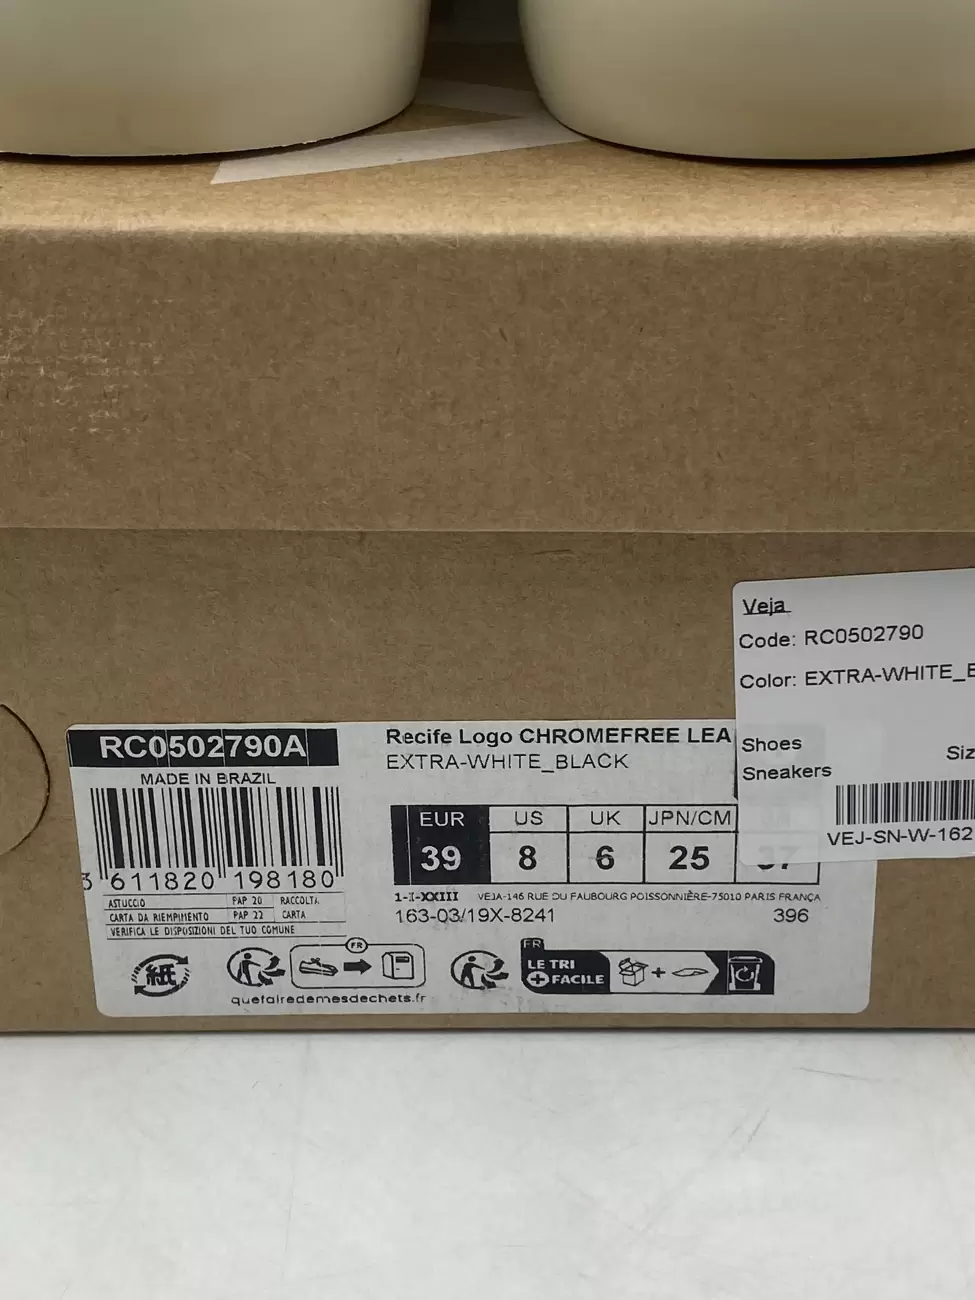 Veja
Code: RC0502790
Color: EXTRA-WHITE_
Shoes
Siz
Sneakers
VEJ-SN-W-162
RC0502790A
MADE IN BRAZIL
3 611820 198180
ASTUCCIO PAP 20 RACCOLTA
CARTA DA RIEMPIMENTO PAP 22 CARTA
VERIFICA LE DISPOSIZIONI DEL TUO COMUNE
Recife Logo CHROMEFREE LEA
EXTRA-WHITE_BLACK
EUR US UK JPN/CM
39 8 6 25 37
1-I-XXIII VEJA-146 RUE DU FAUBOURG POISSONNIÈRE-75010 PARIS FRANÇA
163-03/19X-8241 396
紙
FR
quefairedemesdechets.fr
FR
LE TRI
+ FACILE
+